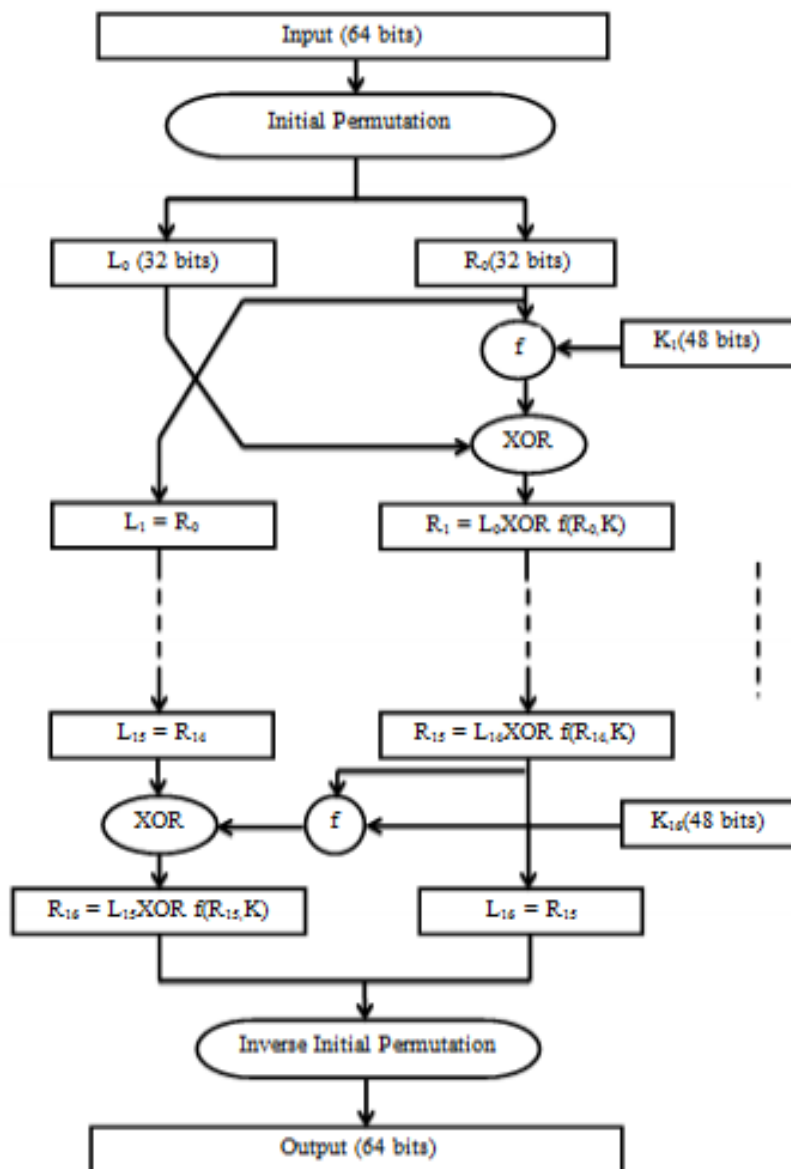 Input (64 bits)
Initial Permutation
L₀ (32 bits)
R₀(32 bits)
f
K₁(48 bits)
XOR
L₁ = R₀
R₁ = L₀XOR f(R₀,K)
L₁₅ = R₁₄
R₁₅ = L₁₄XOR f(R₁₄,K)
XOR
f
K₁₆(48 bits)
R₁₆ = L₁₅XOR f(R₁₅,K)
L₁₆ = R₁₅
Inverse Initial Permutation
Output (64 bits)